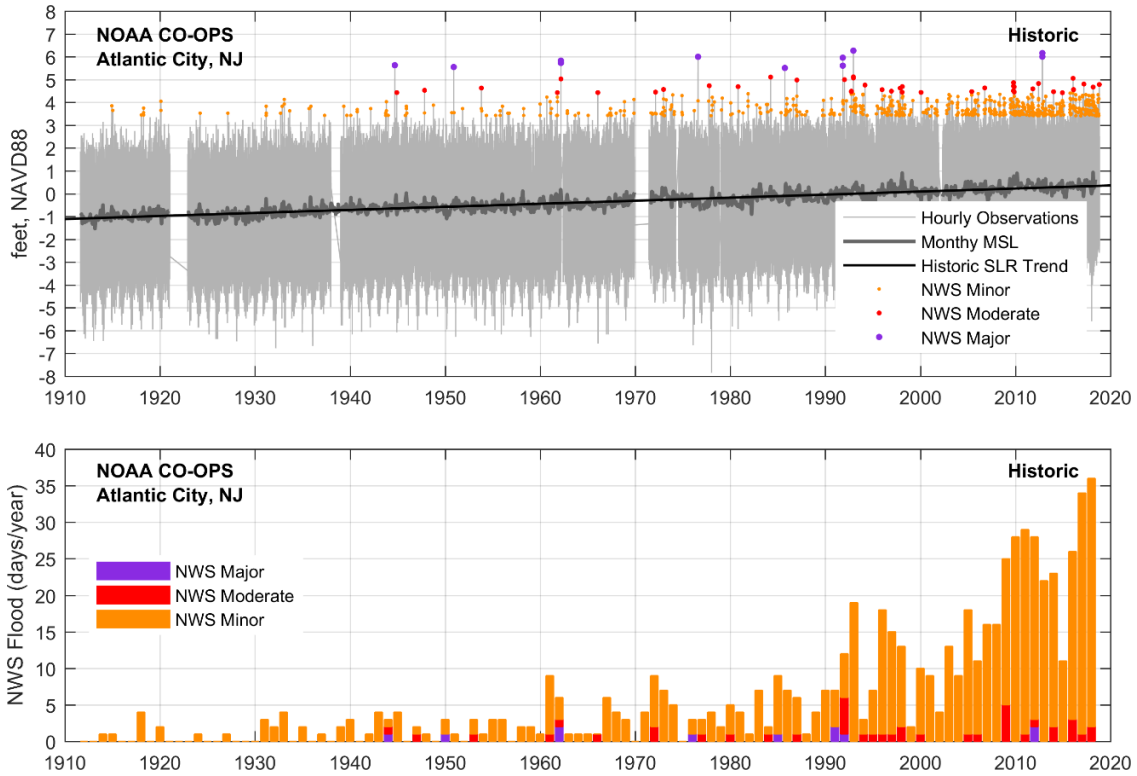 8
7
6
5
4
3
2
1
0
-1
-2
-3
-4
-5
-6
-7
-8
feet, NAVD88
NOAA CO-OPS
Atlantic City, NJ
Historic
Hourly Observations
Monthy MSL
Historic SLR Trend
NWS Minor
NWS Moderate
NWS Major
1910 1920 1930 1940 1950 1960 1970 1980 1990 2000 2010 2020
40
35
30
25
20
15
10
5
0
NWS Flood (days/year)
NOAA CO-OPS
Atlantic City, NJ
Historic
NWS Major
NWS Moderate
NWS Minor
1910 1920 1930 1940 1950 1960 1970 1980 1990 2000 2010 2020